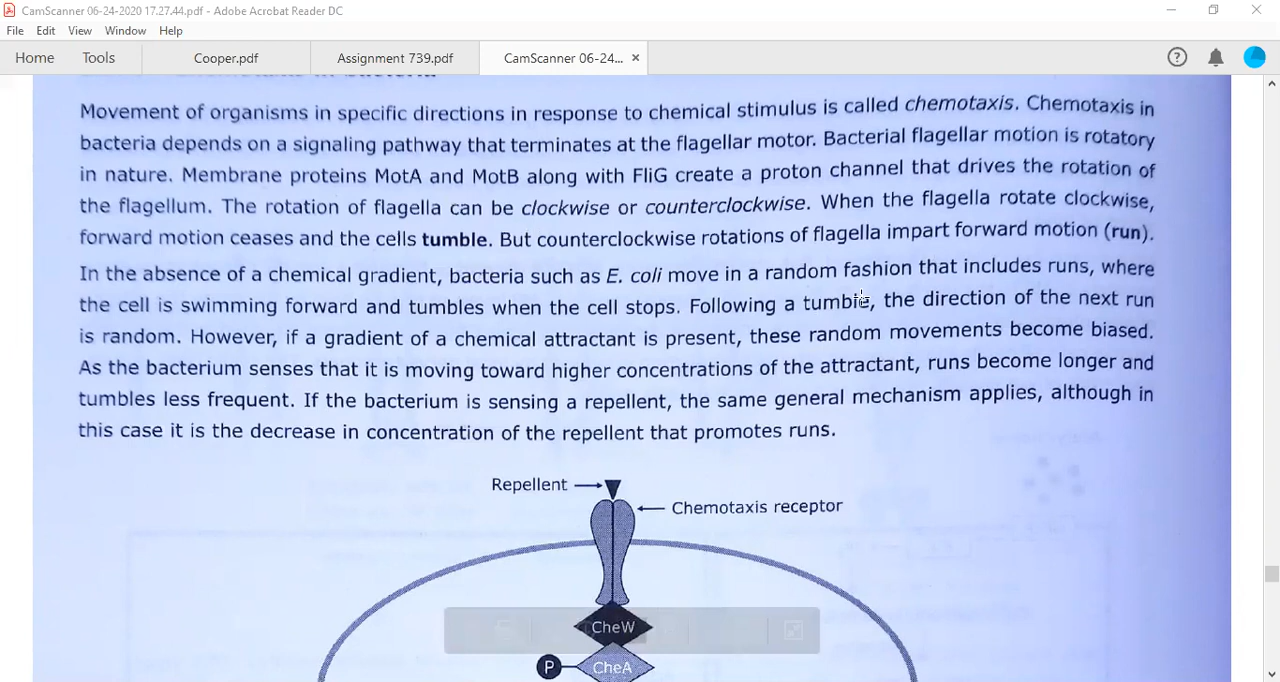 CamScanner 06-24-2020 17.27.44.pdf - Adobe Acrobat Reader DC
File Edit View Window Help
Home Tools Cooper.pdf Assignment 739.pdf CamScanner 06-24... ×
Movement of organisms in specific directions in response to chemical stimulus is called chemotaxis. Chemotaxis in
bacteria depends on a signaling pathway that terminates at the flagellar motor. Bacterial flagellar motion is rotatory
in nature. Membrane proteins MotA and MotB along with FliG create a proton channel that drives the rotation of
the flagellum. The rotation of flagella can be clockwise or counterclockwise. When the flagella rotate clockwise,
forward motion ceases and the cells tumble. But counterclockwise rotations of flagella impart forward motion (run).
In the absence of a chemical gradient, bacteria such as E. coli move in a random fashion that includes runs, where
the cell is swimming forward and tumbles when the cell stops. Following a tumble, the direction of the next run
is random. However, if a gradient of a chemical attractant is present, these random movements become biased.
As the bacterium senses that it is moving toward higher concentrations of the attractant, runs become longer and
tumbles less frequent. If the bacterium is sensing a repellent, the same general mechanism applies, although in
this case it is the decrease in concentration of the repellent that promotes runs.
Repellent
Chemotaxis receptor
CheW
P CheA